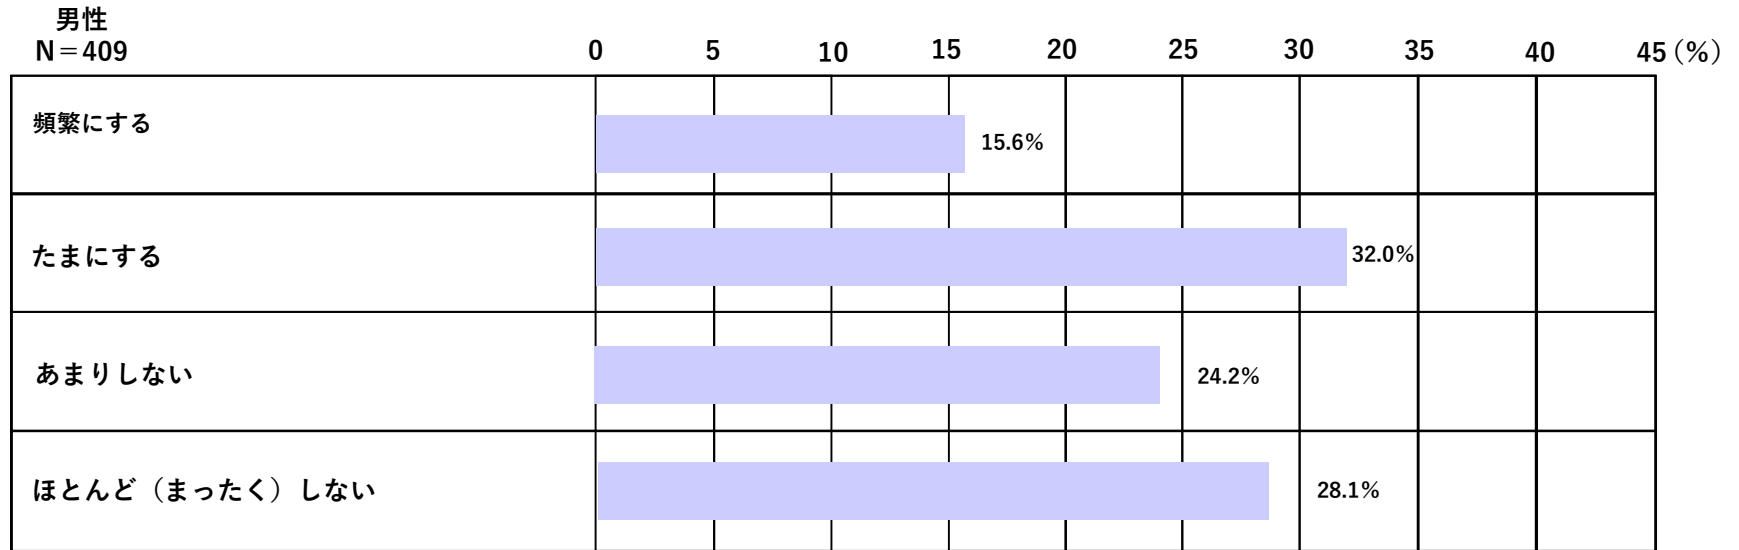 男性
N＝409
0 5 10 15 20 25 30 35 40 45（%）
頻繁にする
15.6%
たまにする
32.0%
あまりしない
24.2%
ほとんど（まったく）しない
28.1%